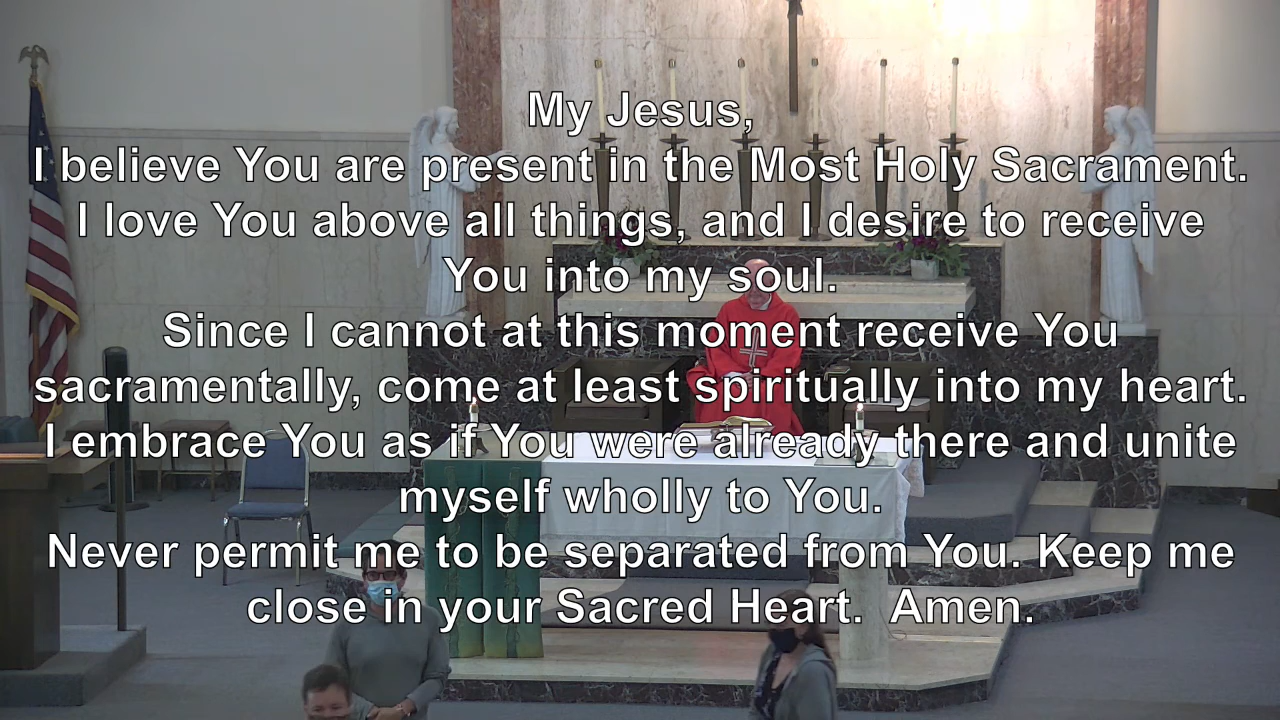 My Jesus,
I believe You are present in the Most Holy Sacrament.
I love You above all things, and I desire to receive
You into my soul.
Since I cannot at this moment receive You
sacramentally, come at least spiritually into my heart.
I embrace You as if You were already there and unite
myself wholly to You.
Never permit me to be separated from You. Keep me
close in your Sacred Heart.  Amen.